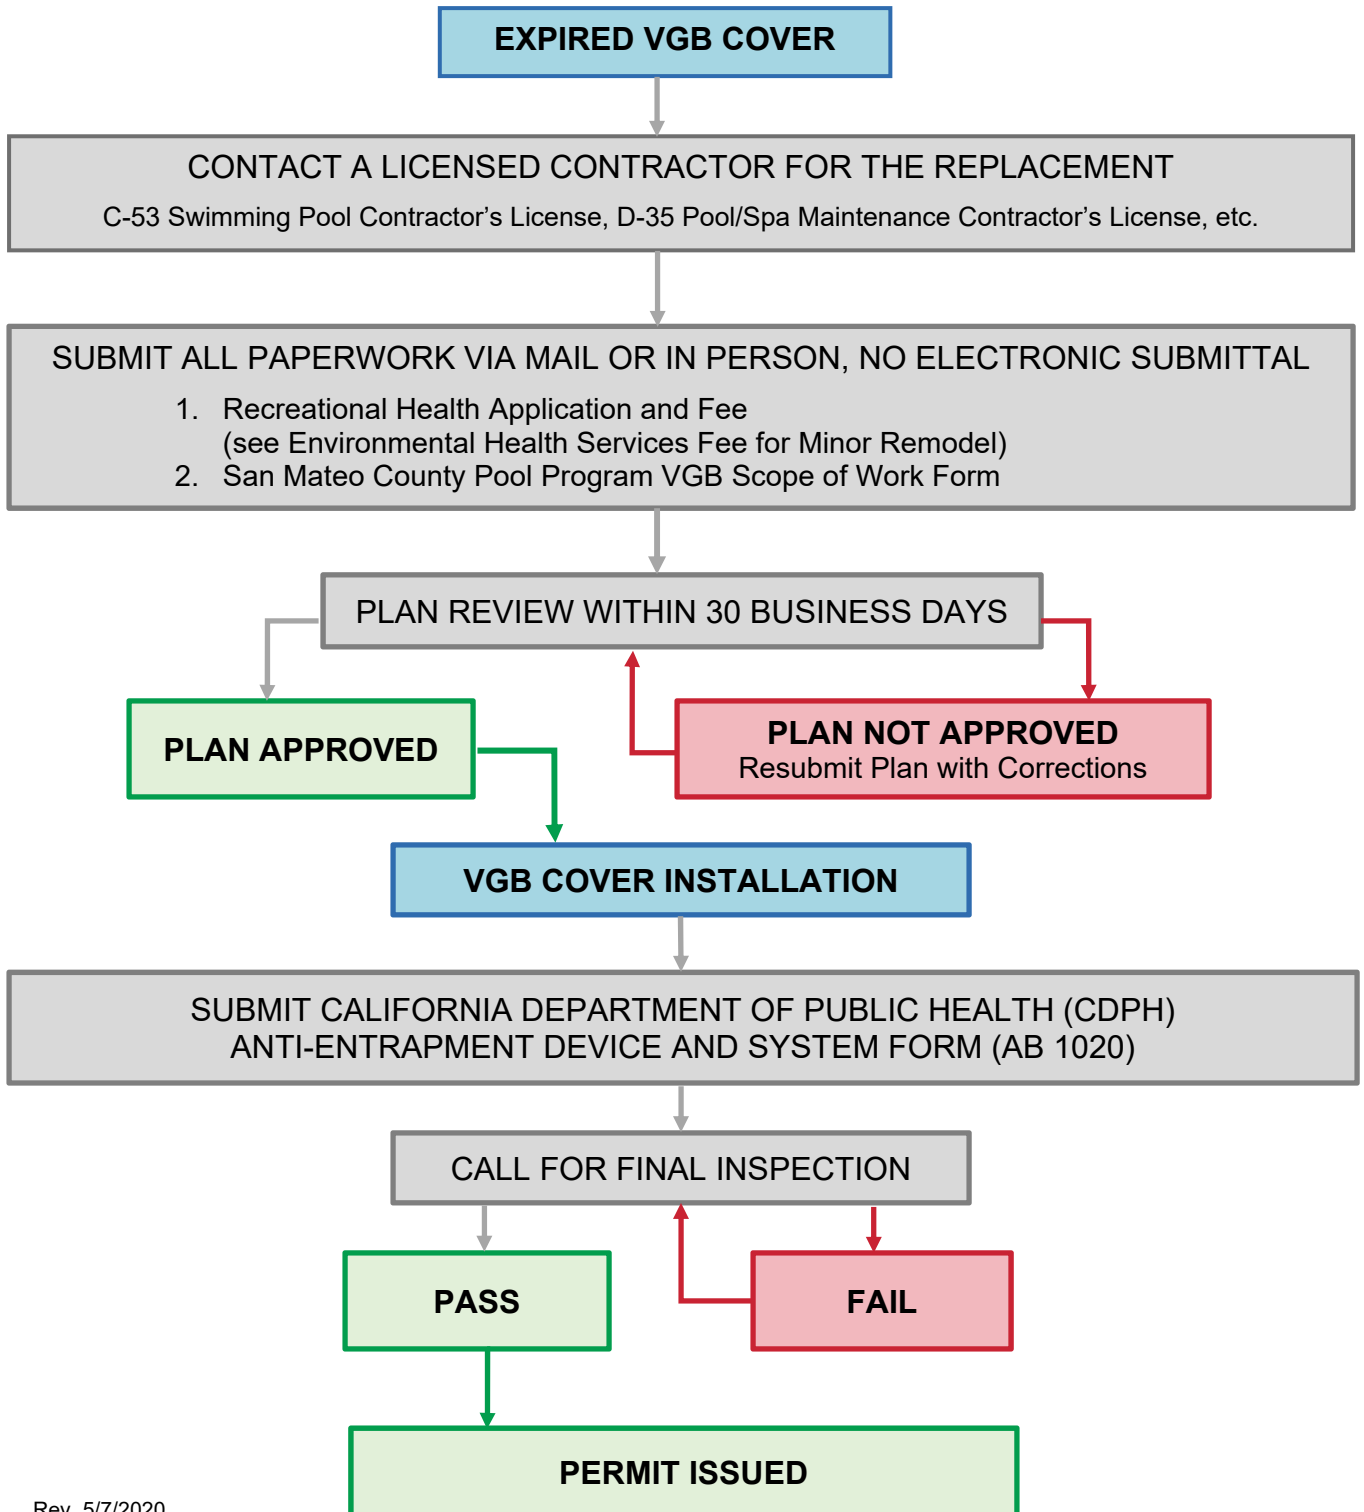 EXPIRED VGB COVER
CONTACT A LICENSED CONTRACTOR FOR THE REPLACEMENT
C-53 Swimming Pool Contractor’s License, D-35 Pool/Spa Maintenance Contractor’s License, etc.
SUBMIT ALL PAPERWORK VIA MAIL OR IN PERSON, NO ELECTRONIC SUBMITTAL
1. Recreational Health Application and Fee
(see Environmental Health Services Fee for Minor Remodel)
2. San Mateo County Pool Program VGB Scope of Work Form
PLAN REVIEW WITHIN 30 BUSINESS DAYS
PLAN APPROVED
PLAN NOT APPROVED
Resubmit Plan with Corrections
VGB COVER INSTALLATION
SUBMIT CALIFORNIA DEPARTMENT OF PUBLIC HEALTH (CDPH)
ANTI-ENTRAPMENT DEVICE AND SYSTEM FORM (AB 1020)
CALL FOR FINAL INSPECTION
PASS
FAIL
PERMIT ISSUED
Rev. 5/7/2020